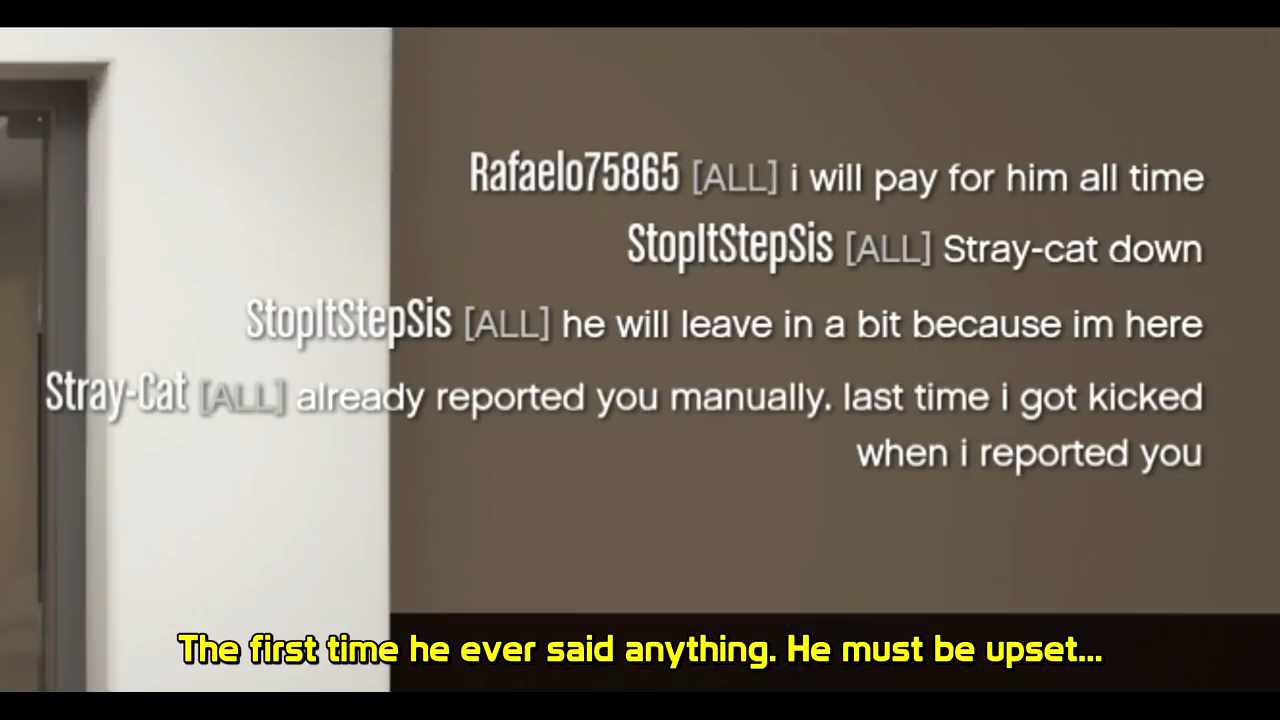 Rafaelo75865 [ALL] i will pay for him all time
StopItStepSis [ALL] Stray-cat down
StopItStepSis [ALL] he will leave in a bit because im here
Stray-Cat [ALL] already reported you manually. last time i got kicked
when i reported you
The first time he ever said anything. He must be upset...